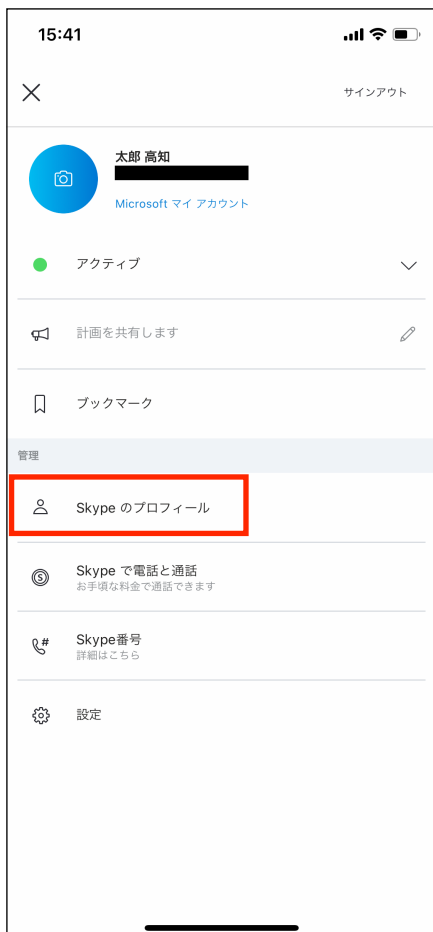 15:41
サインアウト
太郎 高知
Microsoft マイ アカウント
アクティブ
計画を共有します
ブックマーク
管理
Skype のプロフィール
Skype で電話と通話
お手頃な料金で通話できます
Skype番号
詳細はこちら
設定